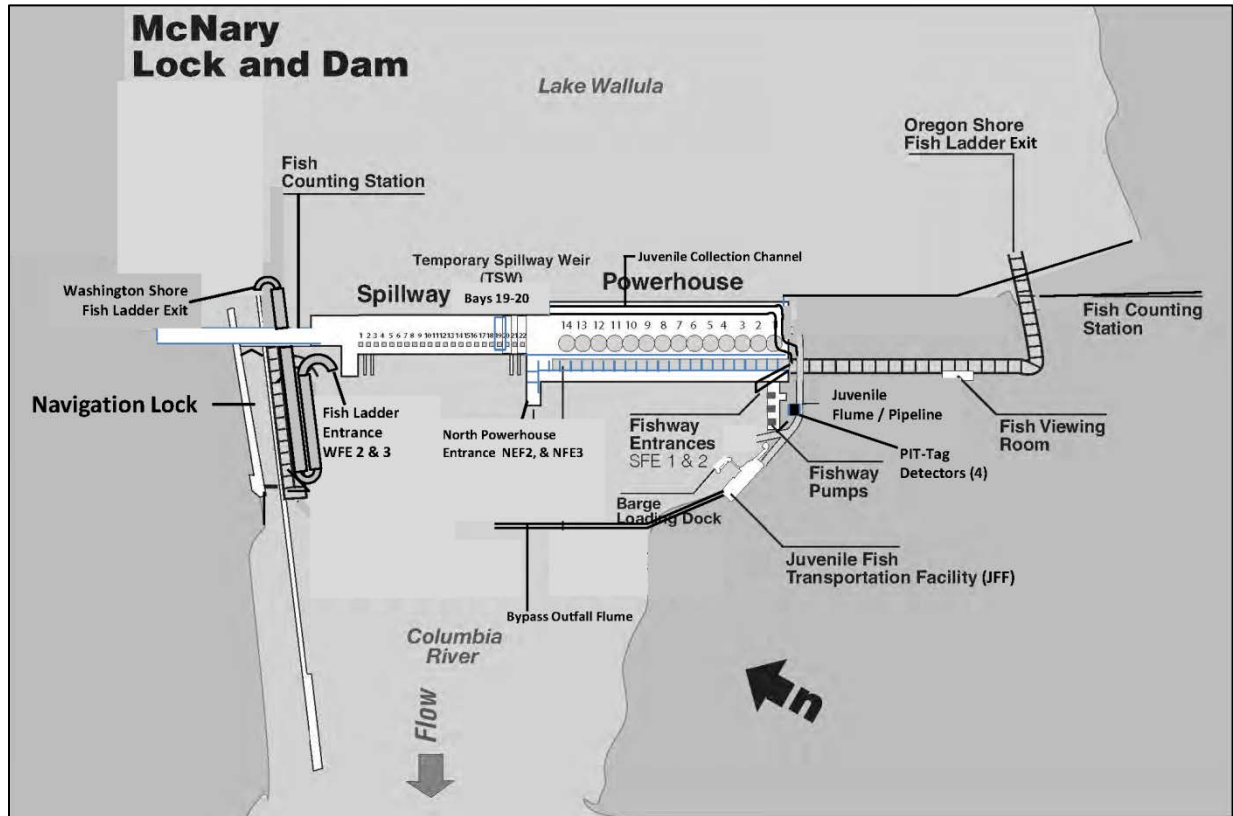 McNary
Lock and Dam
Lake Wallula
Oregon Shore
Fish Ladder Exit
Fish
Counting Station
Temporary Spillway Weir
(TSW)
Juvenile Collection Channel
Washington Shore
Fish Ladder Exit
Spillway
Bays 19-20
Powerhouse
Fish Counting
Station
1 2 3 4 5 6 7 8 9 10 11 12 13 14 15 16 17 18 19 20 21 22
14 13 12 11 10 9 8 7 6 5 4 3 2
Navigation Lock
Fish Ladder
Entrance
WFE 2 & 3
North Powerhouse
Entrance NEF2, & NFE3
Fishway
Entrances
SFE 1 & 2
Juvenile
Flume / Pipeline
Fish Viewing
Room
PIT-Tag
Detectors (4)
Fishway
Pumps
Barge
Loading Dock
Juvenile Fish
Transportation Facility (JFF)
Bypass Outfall Flume
Columbia
River
Flow
n